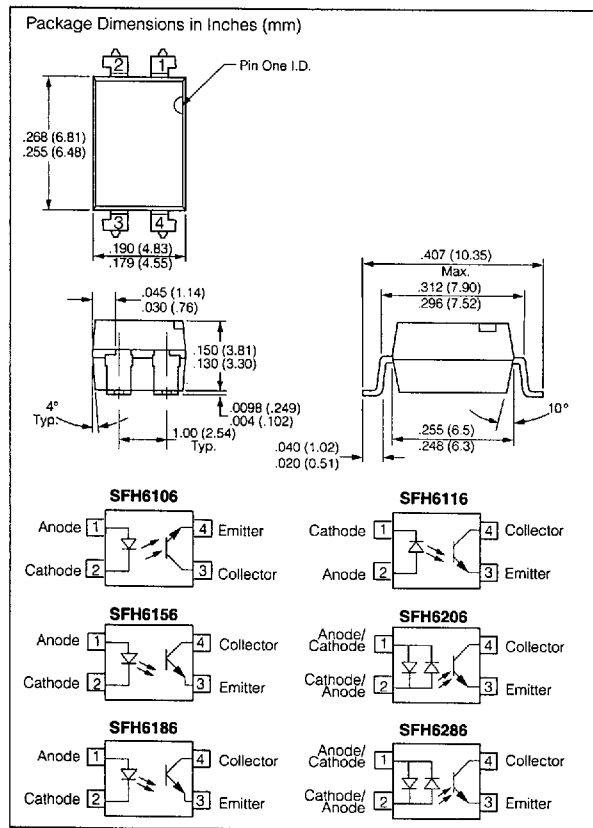 Package Dimensions in Inches (mm)
2 1
Pin One I.D.
.268 (6.81)
.255 (6.48)
3 4
.190 (4.83)
.179 (4.55)
.407 (10.35)
Max.
.312 (7.90)
.296 (7.52)
.045 (1.14)
.030 (.76)
.150 (3.81)
.130 (3.30)
4°
Typ.
.0098 (.249)
.004 (.102)
1.00 (2.54)
Typ.
10°
.255 (6.5)
.248 (6.3)
.040 (1.02)
.020 (0.51)
SFH6106
Anode 1 4 Emitter
Cathode 2 3 Collector
SFH6116
Cathode 1 4 Collector
Anode 2 3 Emitter
SFH6156
Anode 1 4 Collector
Cathode 2 3 Emitter
SFH6206
Anode/
Cathode 1 4 Collector
Cathode/
Anode 2 3 Emitter
SFH6186
Anode 1 4 Collector
Cathode 2 3 Emitter
SFH6286
Anode/
Cathode 1 4 Collector
Cathode/
Anode 2 3 Emitter